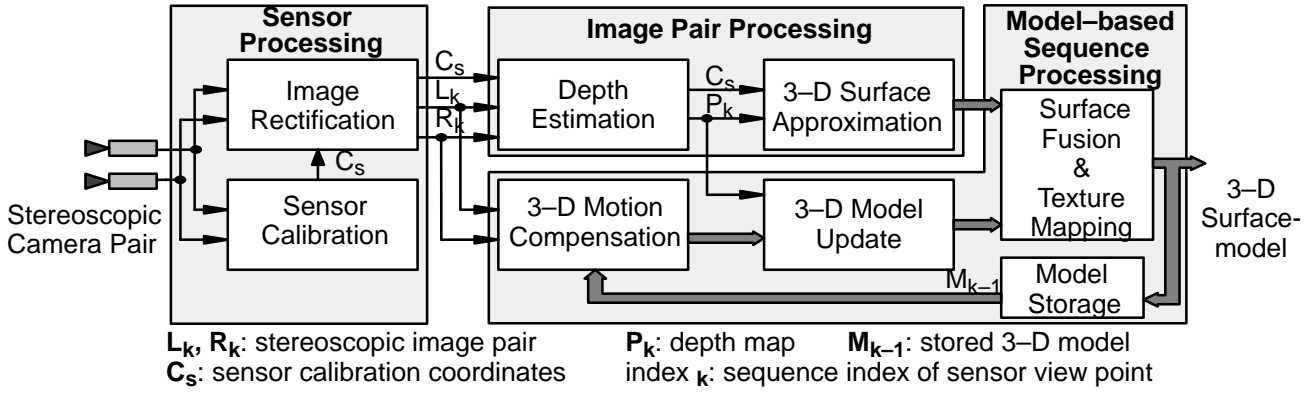 Sensor
Processing
Image Pair Processing
Model–based
Sequence
Processing
Image
Rectification
Cs
Lk
Rk
Depth
Estimation
Cs
Pk
3–D Surface
Approximation
Surface
Fusion
&
Texture
Mapping
Cs
Sensor
Calibration
3–D Motion
Compensation
3–D Model
Update
Stereoscopic
Camera Pair
3–D
Surface-
model
Mk–1
Model
Storage
Lk, Rk: stereoscopic image pair
Pk: depth map
Mk–1: stored 3–D model
Cs: sensor calibration coordinates
index k: sequence index of sensor view point